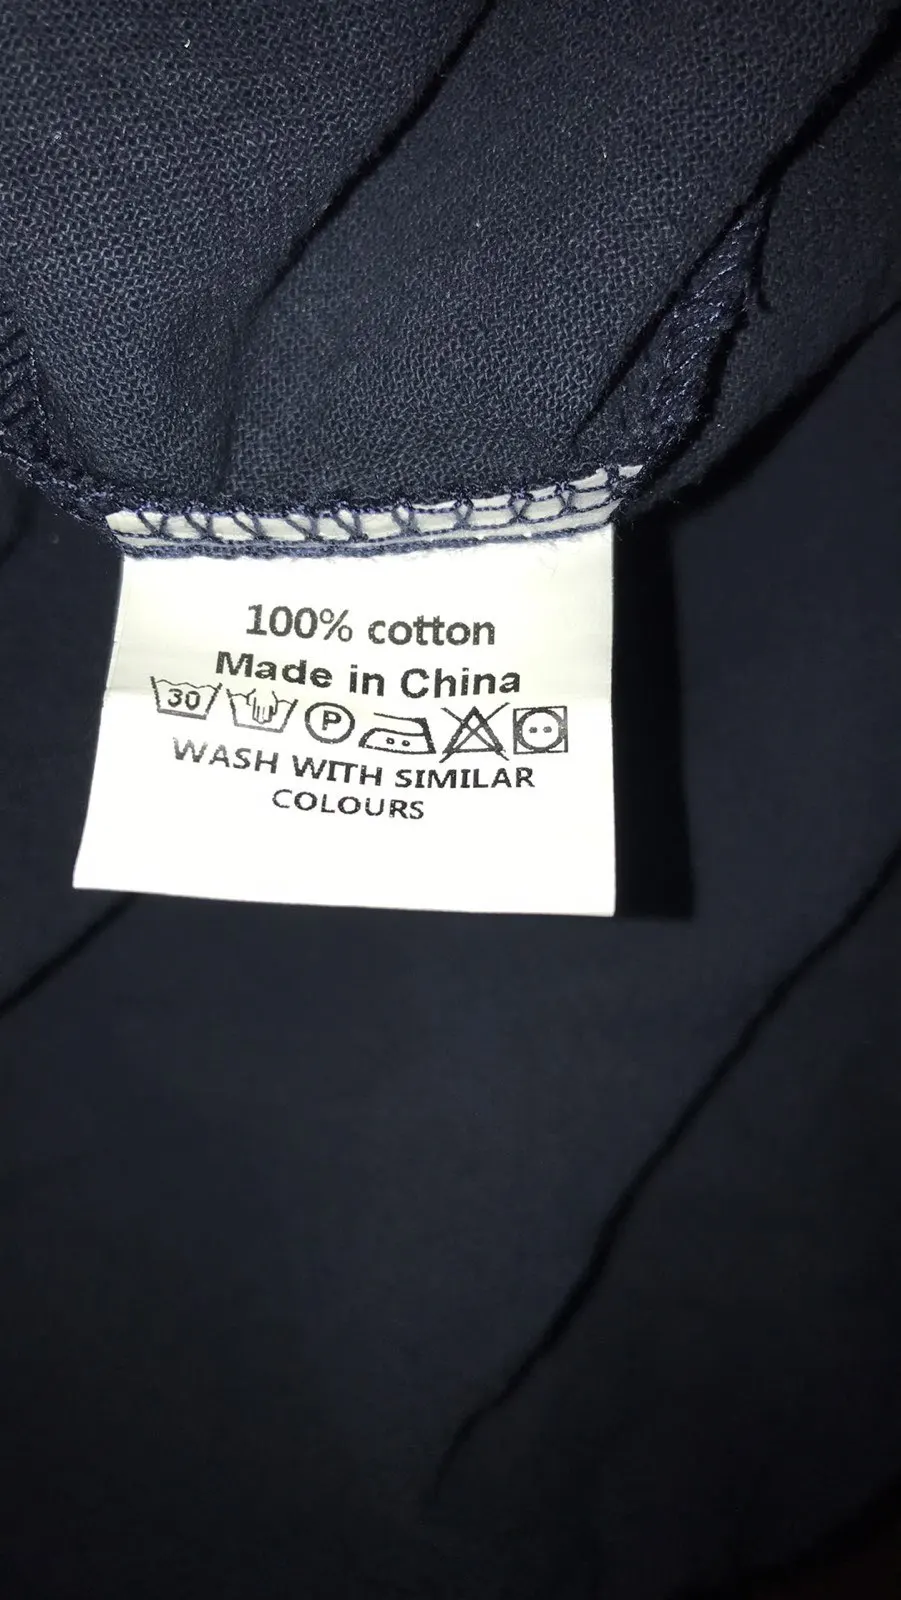 100% cotton
Made in China
30 P
WASH WITH SIMILAR
COLOURS